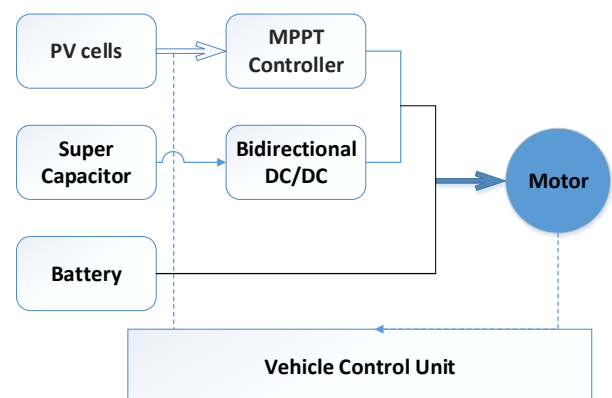 PV cells
MPPT
Controller
Super
Capacitor
Bidirectional
DC/DC
Motor
Battery
Vehicle Control Unit